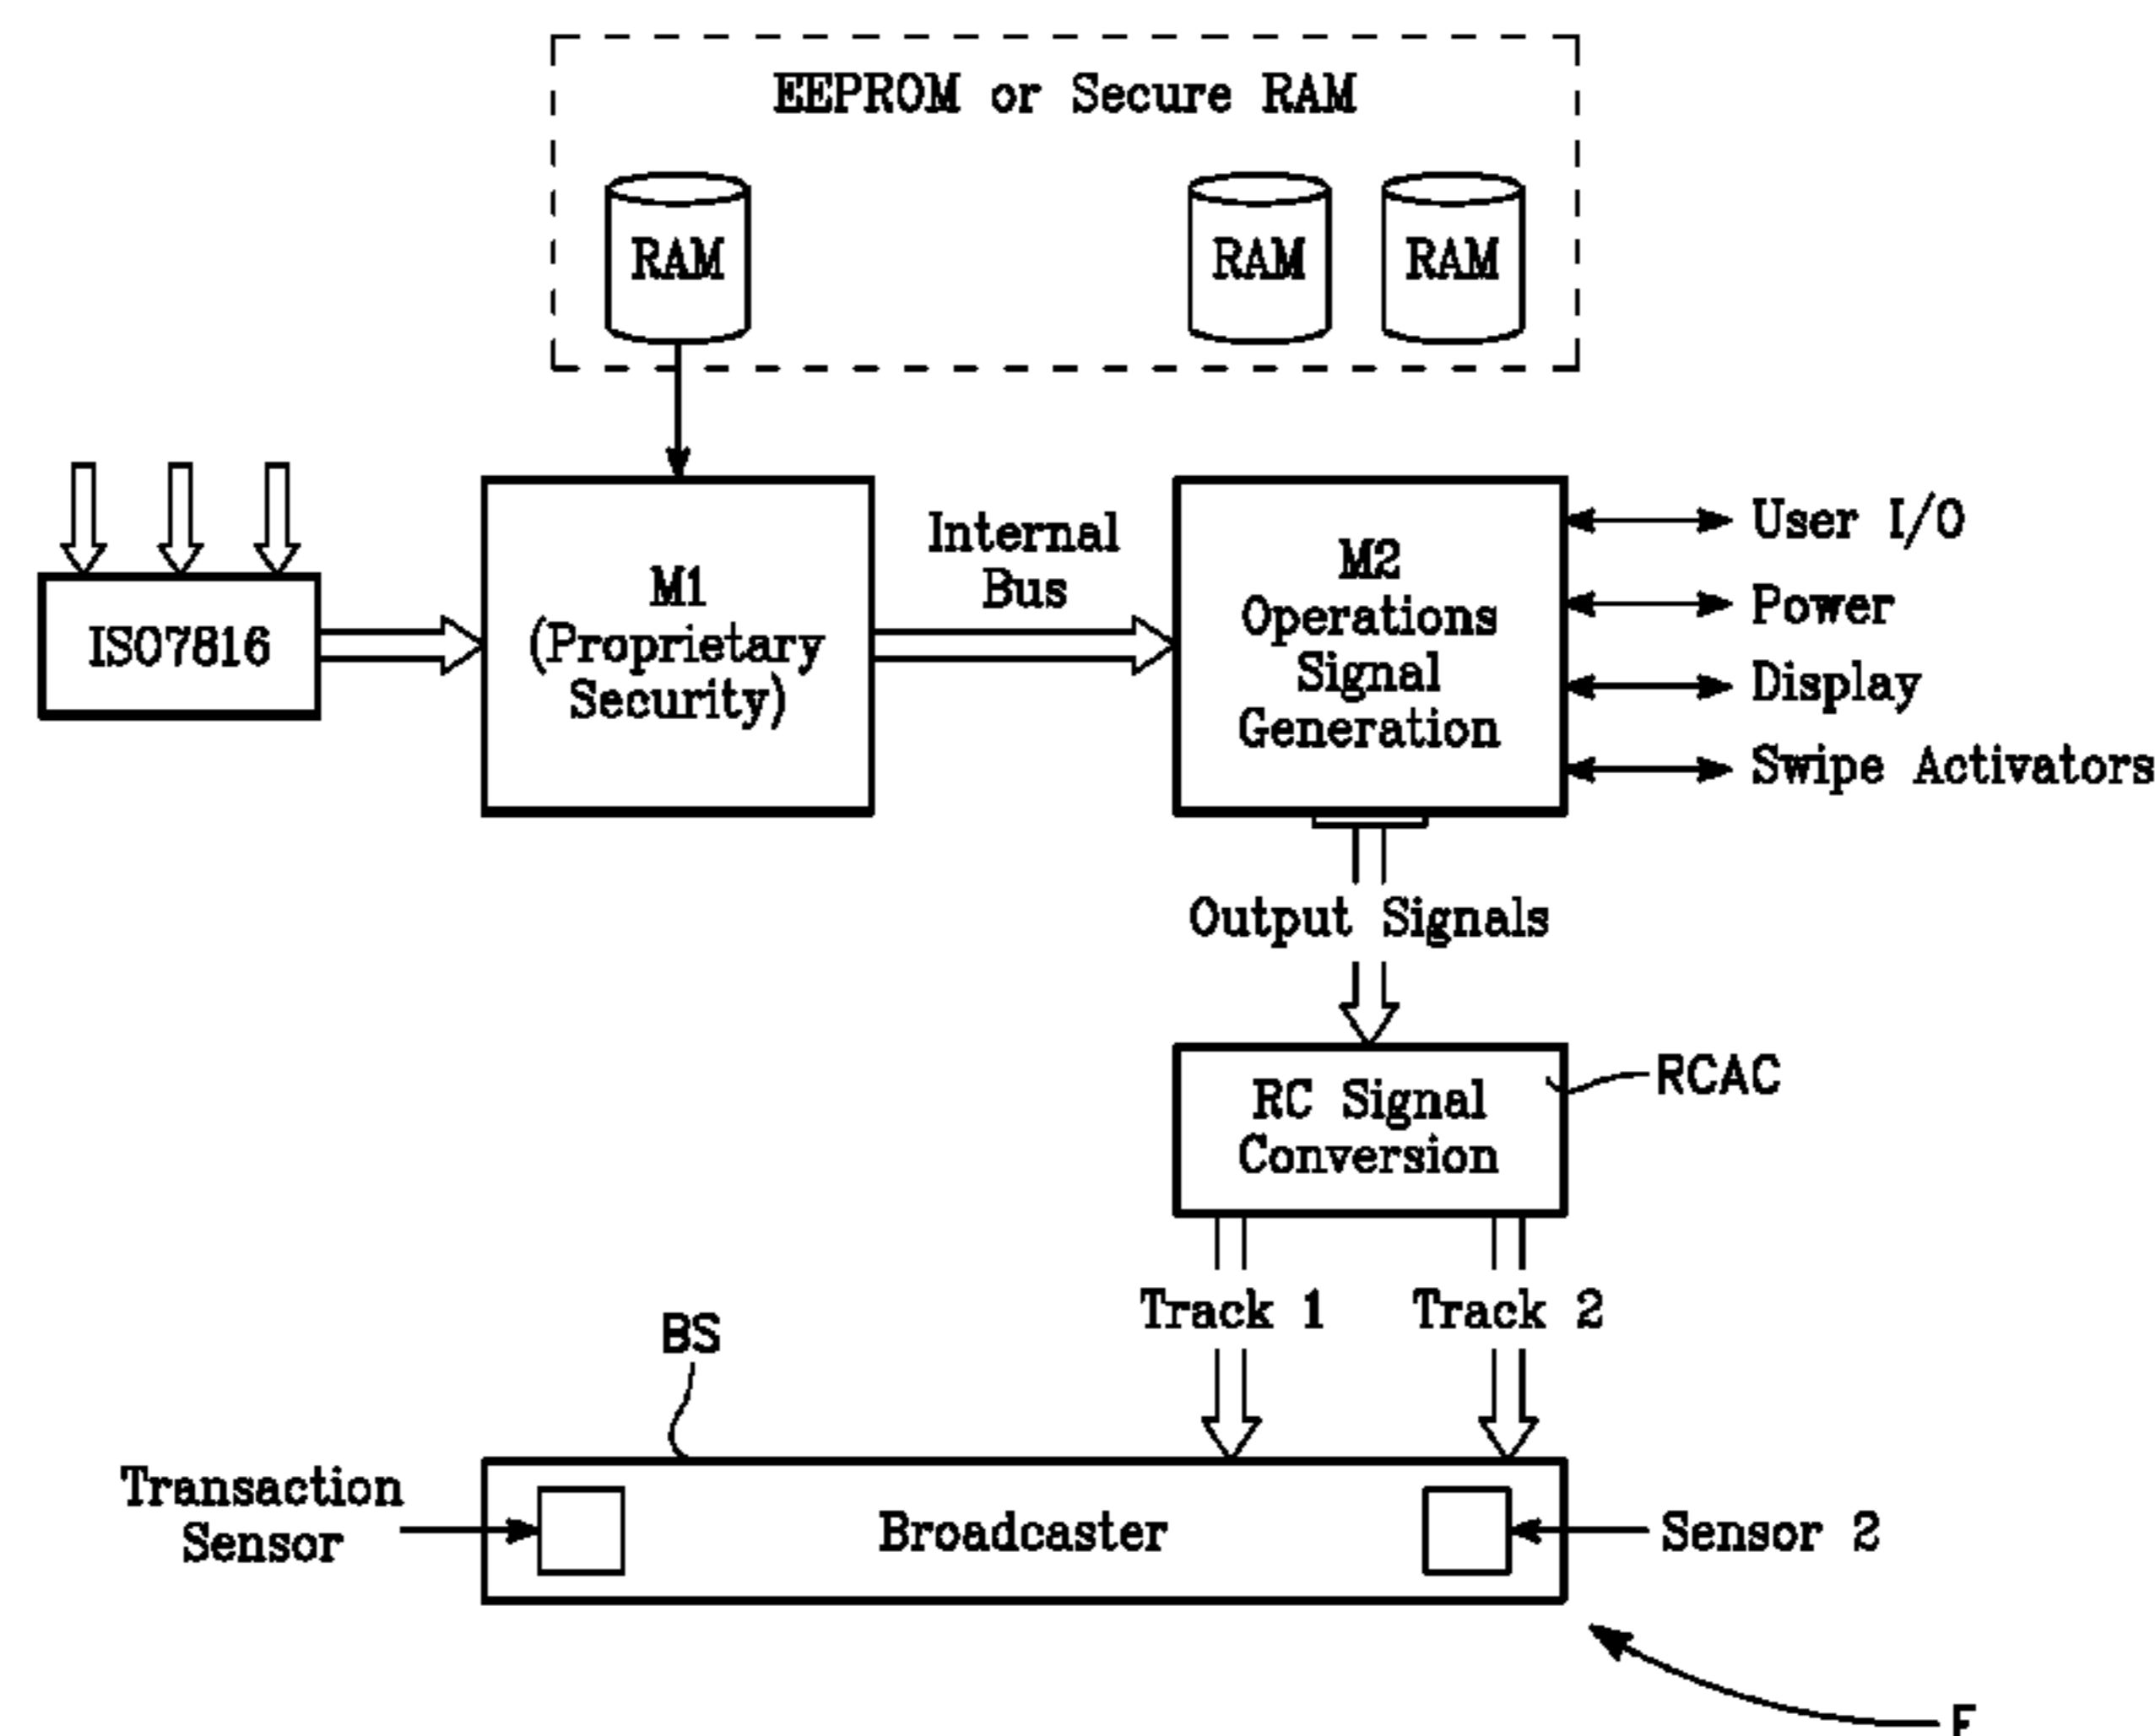 EEPROM or Secure RAM
RAM
RAM
RAM
ISO7816
M1
(Proprietary
Security)
Internal
Bus
M2
Operations
Signal
Generation
User I/O
Power
Display
Swipe Activators
Output Signals
RC Signal
Conversion
RCAC
Track 1
Track 2
BS
Transaction
Sensor
Broadcaster
Sensor 2